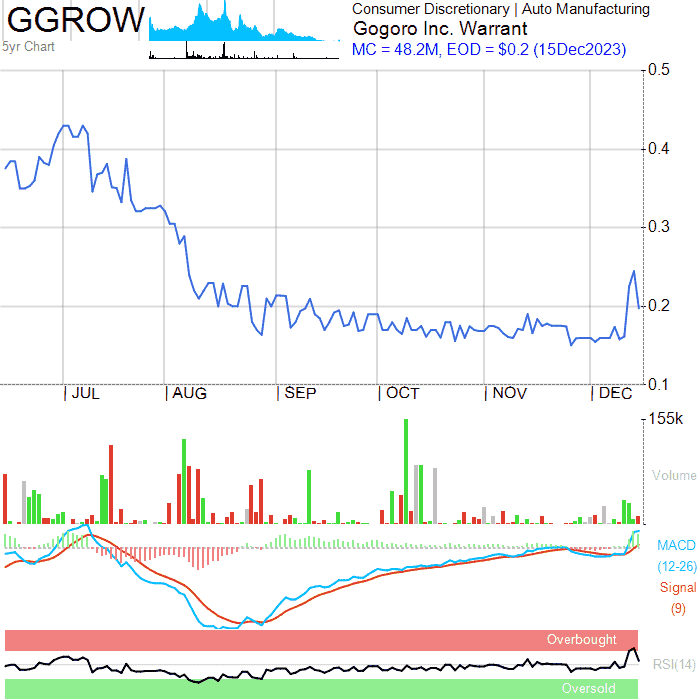 GGROW
5yr Chart
Consumer Discretionary | Auto Manufacturing
Gogoro Inc. Warrant
MC = 48.2M, EOD = $0.2 (15Dec2023)
0.5
0.4
0.3
0.2
0.1
JUL AUG SEP OCT NOV DEC
155k
Volume
0
MACD
(12-26)
Signal
(9)
Overbought
RSI(14)
Oversold